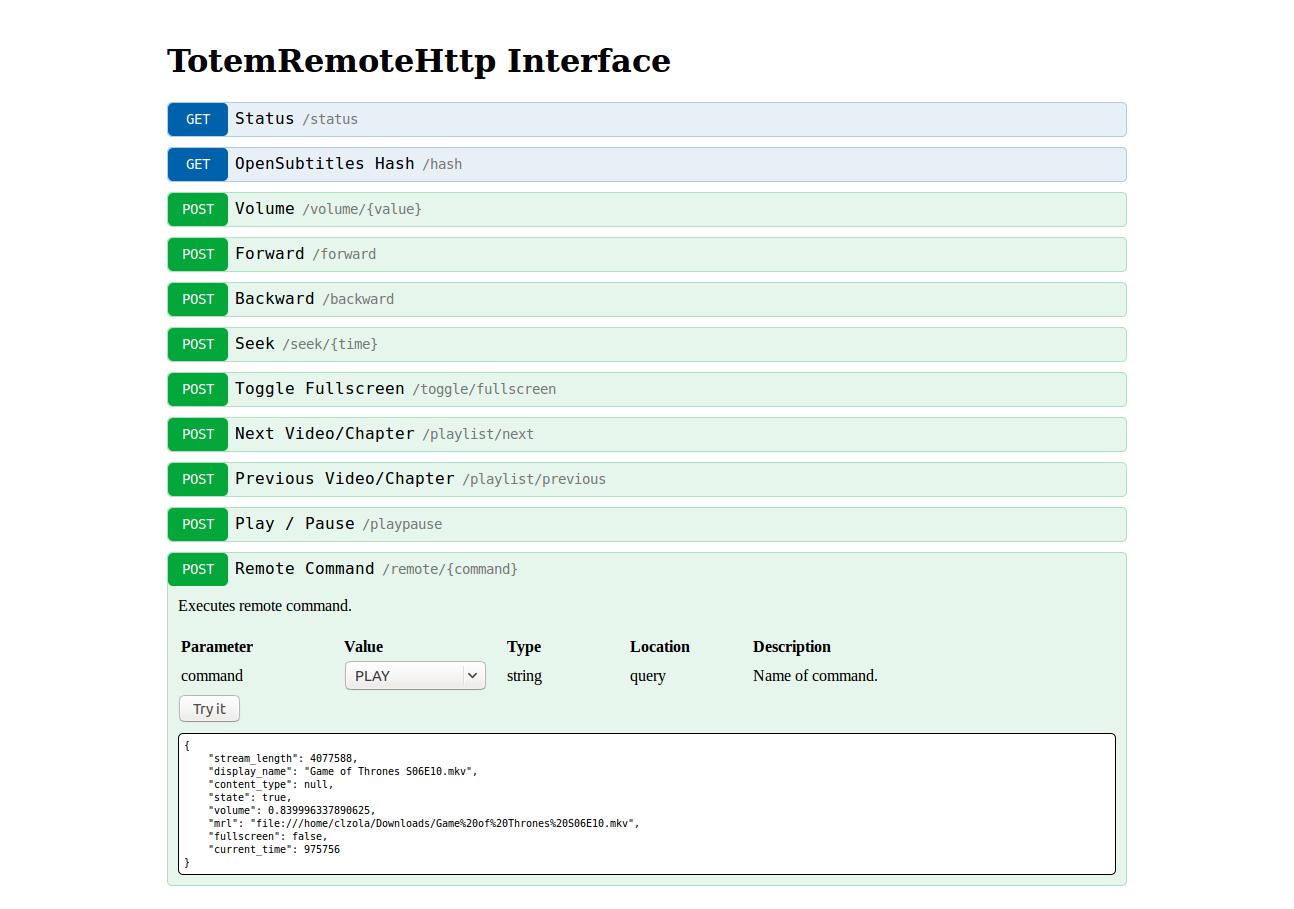 TotemRemoteHttp Interface
GET Status /status
GET OpenSubtitles Hash /hash
POST Volume /volume/{value}
POST Forward /forward
POST Backward /backward
POST Seek /seek/{time}
POST Toggle Fullscreen /toggle/fullscreen
POST Next Video/Chapter /playlist/next
POST Previous Video/Chapter /playlist/previous
POST Play / Pause /playpause
POST Remote Command /remote/{command}
Executes remote command.
Parameter Value Type Location Description
command PLAY string query Name of command.
Try it
{
    "stream_length": 4077588,
    "display_name": "Game of Thrones S06E10.mkv",
    "content_type": null,
    "state": true,
    "volume": 0.839996337890625,
    "mrl": "file:///home/clzola/Downloads/Game%20of%20Thrones%20S06E10.mkv",
    "fullscreen": false,
    "current_time": 975756
}